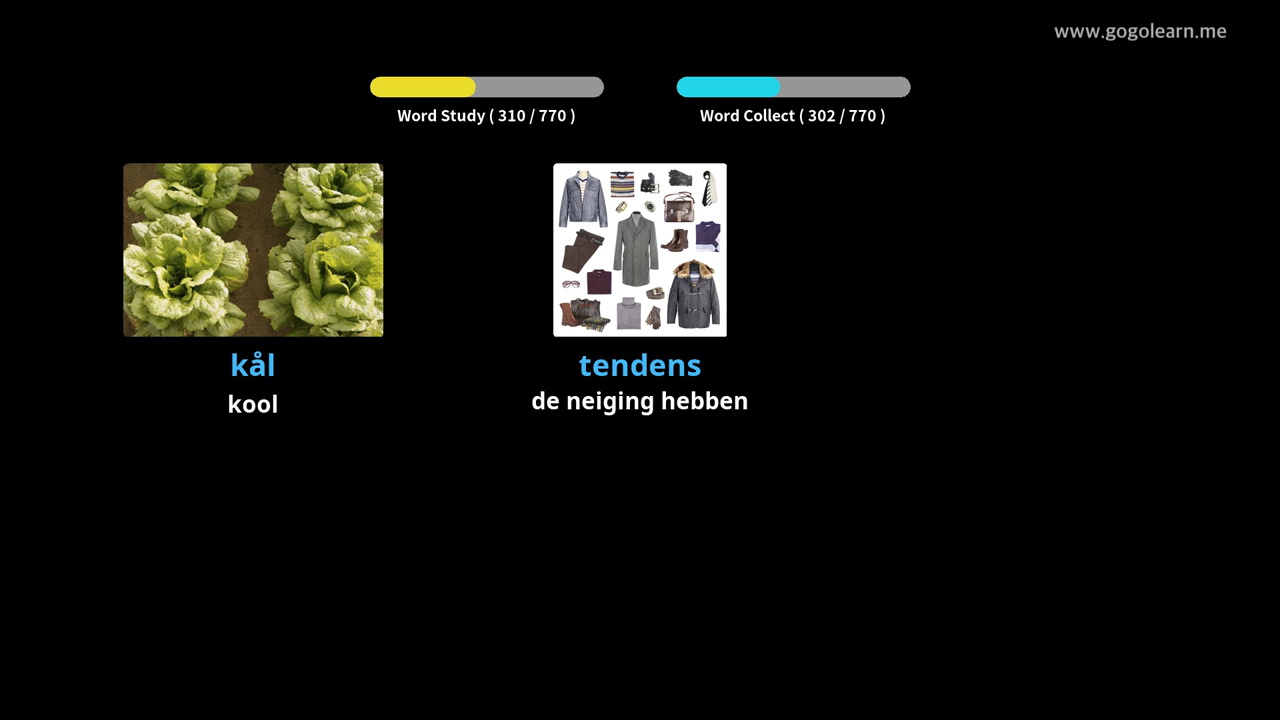 www.gogolearn.me
Word Study ( 310 / 770 )
Word Collect ( 302 / 770 )
kål
kool
tendens
de neiging hebben